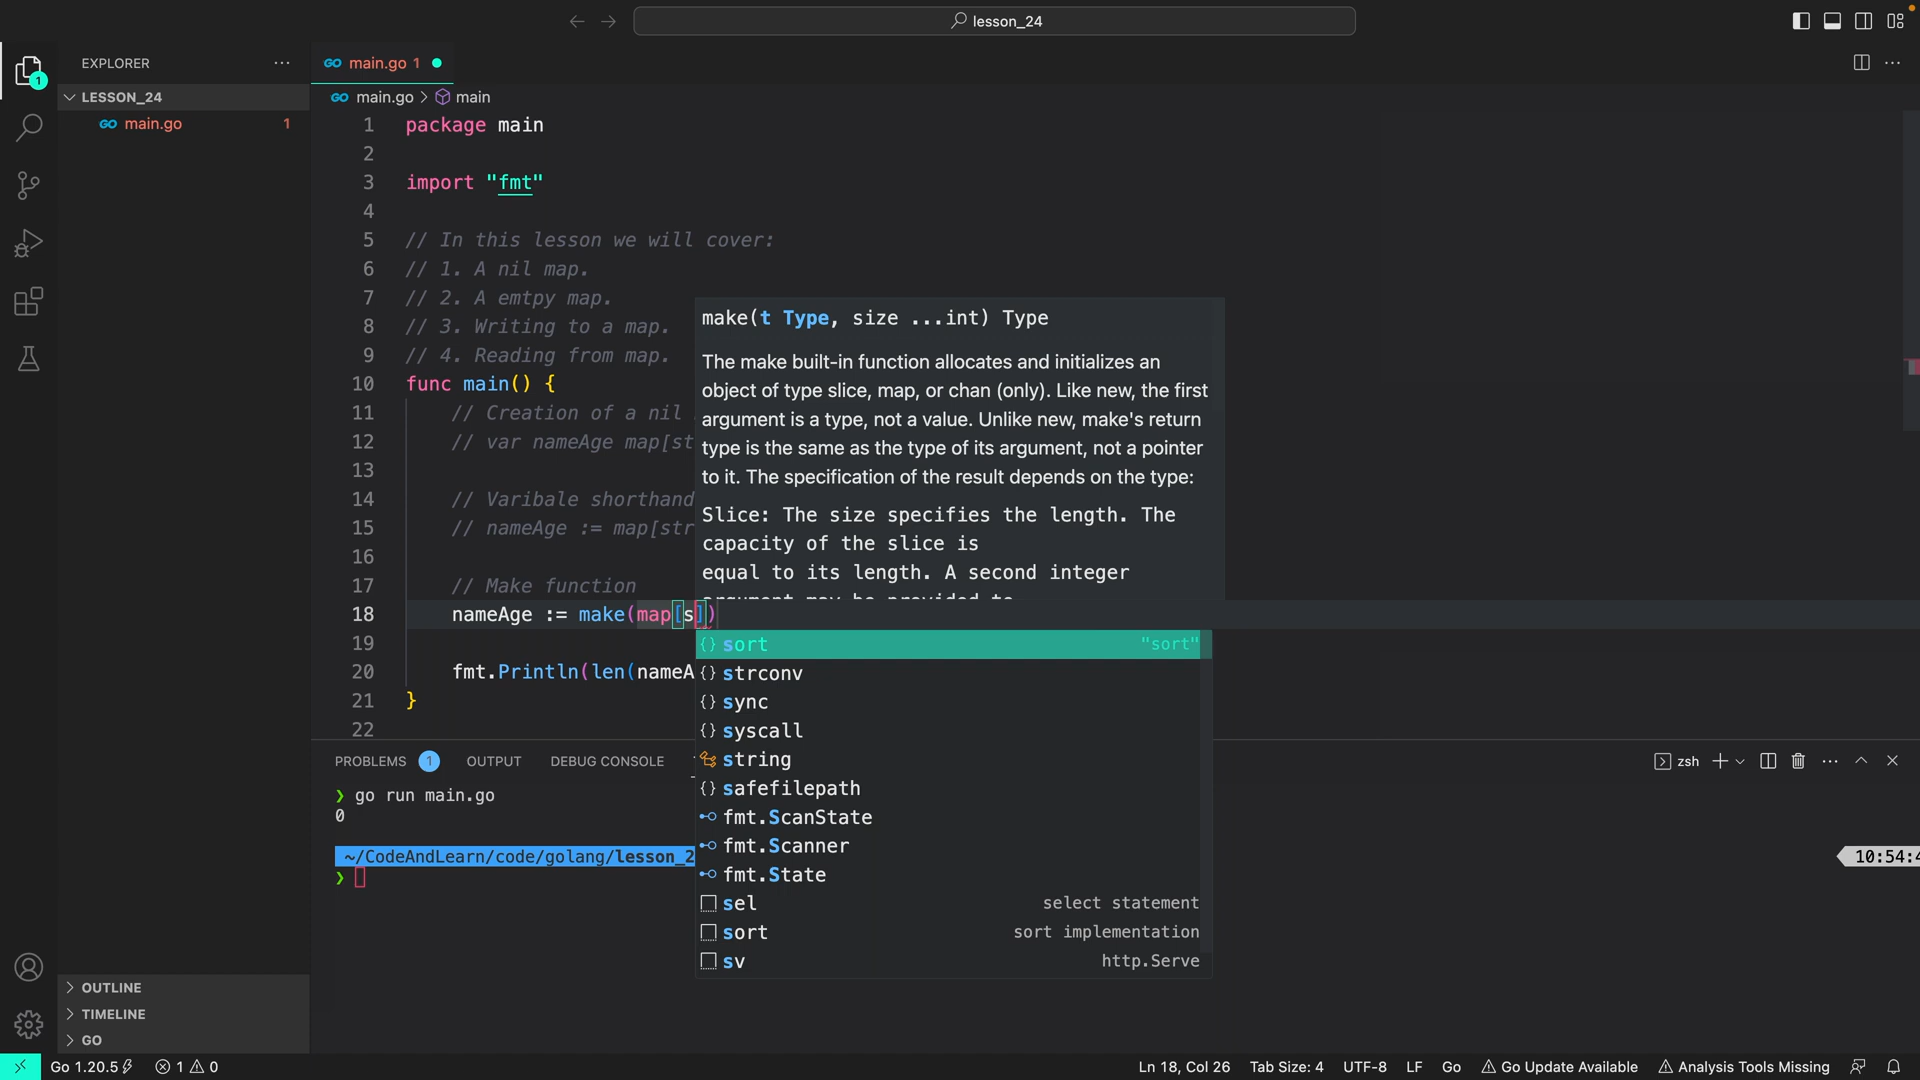 lesson_24
EXPLORER
main.go 1
LESSON_24
main.go > main
main.go 1
1
1 package main
2
3 import "fmt"
4
5 // In this lesson we will cover:
6 // 1. A nil map.
7 // 2. A emtpy map.
8 // 3. Writing to a map.
9 // 4. Reading from map.
10 func main() {
11 // Creation of a nil
12 // var nameAge map[st
13
14 // Varibale shorthand
15 // nameAge := map[str
16
17 // Make function
18 nameAge := make(map[s])
19
20 fmt.Println(len(nameA
21 }
22
make(t Type, size ...int) Type
The make built-in function allocates and initializes an
object of type slice, map, or chan (only). Like new, the first
argument is a type, not a value. Unlike new, make's return
type is the same as the type of its argument, not a pointer
to it. The specification of the result depends on the type:
Slice: The size specifies the length. The
capacity of the slice is
equal to its length. A second integer
argument may be provided to
{} sort "sort"
{} strconv
{} sync
{} syscall
string
{} safefilepath
fmt.ScanState
fmt.Scanner
fmt.State
sel select statement
sort sort implementation
sv http.Serve
PROBLEMS 1 OUTPUT DEBUG CONSOLE
zsh
❯ go run main.go
0
~/CodeAndLearn/code/golang/lesson_2
10:54:4
❯
OUTLINE
TIMELINE
GO
Go 1.20.5 1 0
Ln 18, Col 26 Tab Size: 4 UTF-8 LF Go Go Update Available Analysis Tools Missing